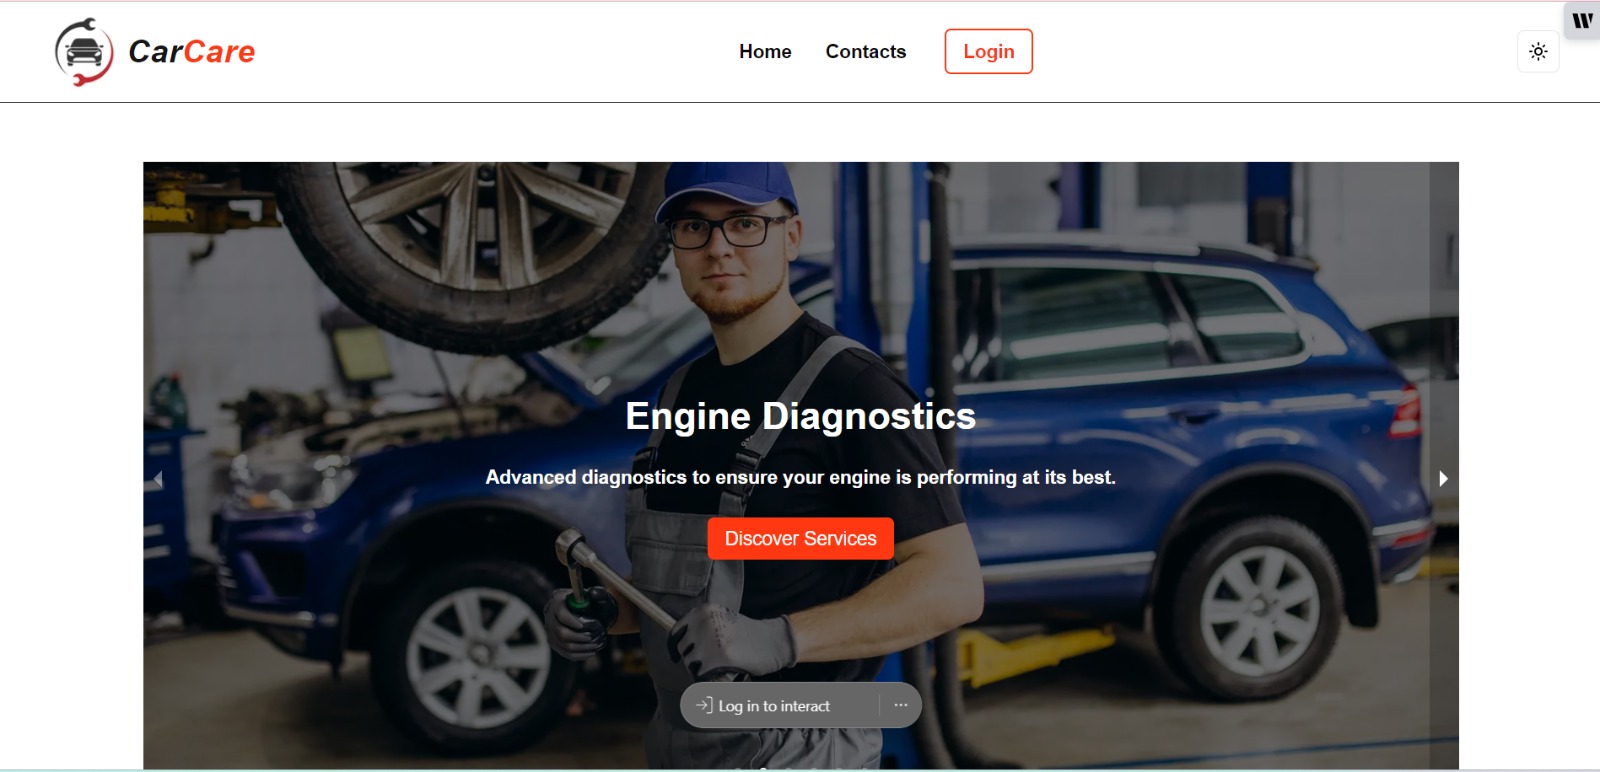 CarCare
Home
Contacts
Login
W
Engine Diagnostics
Advanced diagnostics to ensure your engine is performing at its best.
Discover Services
Log in to interact